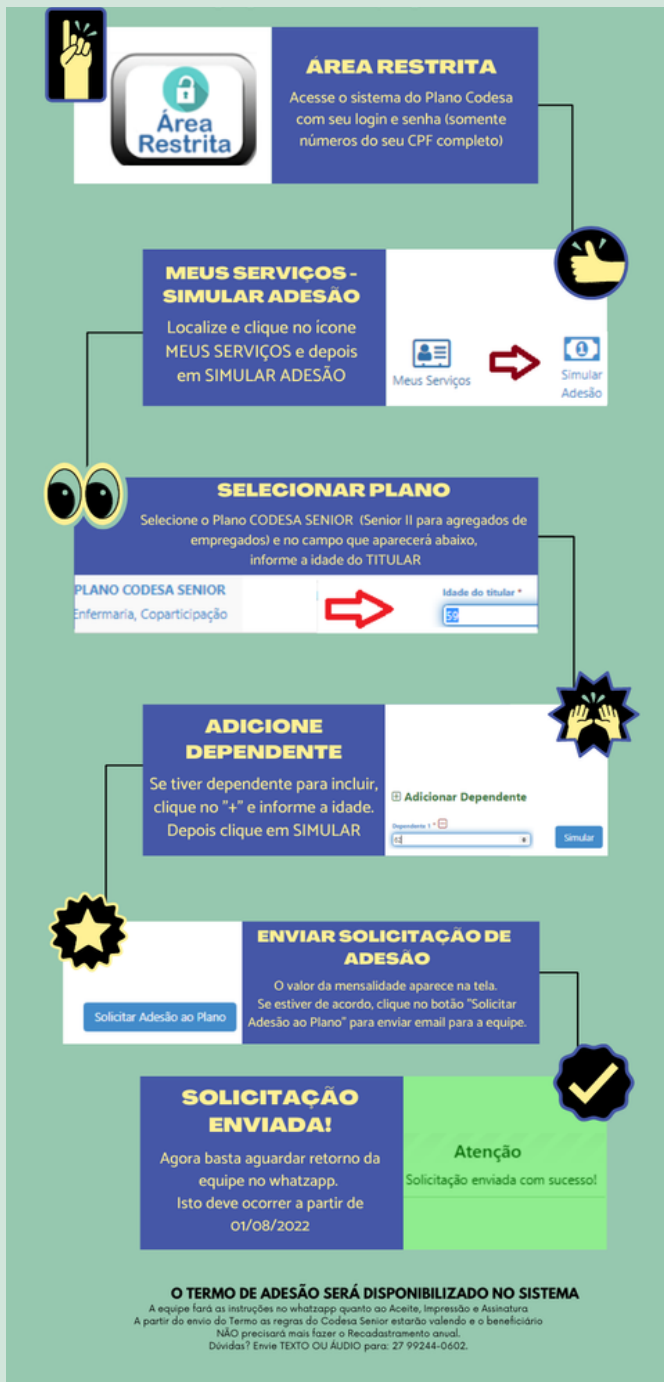 Área
Restrita
ÁREA RESTRITA
Acesse o sistema do Plano Codesa
com seu login e senha (somente
números do seu CPF completo)
MEUS SERVIÇOS -
SIMULAR ADESÃO
Localize e clique no ícone
MEUS SERVIÇOS e depois
em SIMULAR ADESÃO
Meus Serviços
1
Simular
Adesão
SELECIONAR PLANO
Selecione o Plano CODESA SENIOR (Senior II para agregados de
empregados) e no campo que aparecerá abaixo,
informe a idade do TITULAR
PLANO CODESA SENIOR
Enfermaria, Coparticipação
Idade do titular *
59
ADICIONE
DEPENDENTE
Se tiver dependente para incluir,
clique no "+" e informe a idade.
Depois clique em SIMULAR
Adicionar Dependente
Dependente 1 *
62
Simular
ENVIAR SOLICITAÇÃO DE
ADESÃO
O valor da mensalidade aparece na tela.
Se estiver de acordo, clique no botão "Solicitar
Adesão ao Plano" para enviar email para a equipe.
Solicitar Adesão ao Plano
SOLICITAÇÃO
ENVIADA!
Agora basta aguardar retorno da
equipe no whatzapp.
Isto deve ocorrer a partir de
01/08/2022
Atenção
Solicitação enviada com sucesso!
O TERMO DE ADESÃO SERÁ DISPONIBILIZADO NO SISTEMA
A equipe fará as instruções no whatzapp quanto ao Aceite, Impressão e Assinatura
A partir do envio do Termo as regras do Codesa Senior estarão valendo e o beneficiário
NÃO precisará mais fazer o Recadastramento anual.
Dúvidas? Envie TEXTO OU ÁUDIO para: 27 99244-0602.